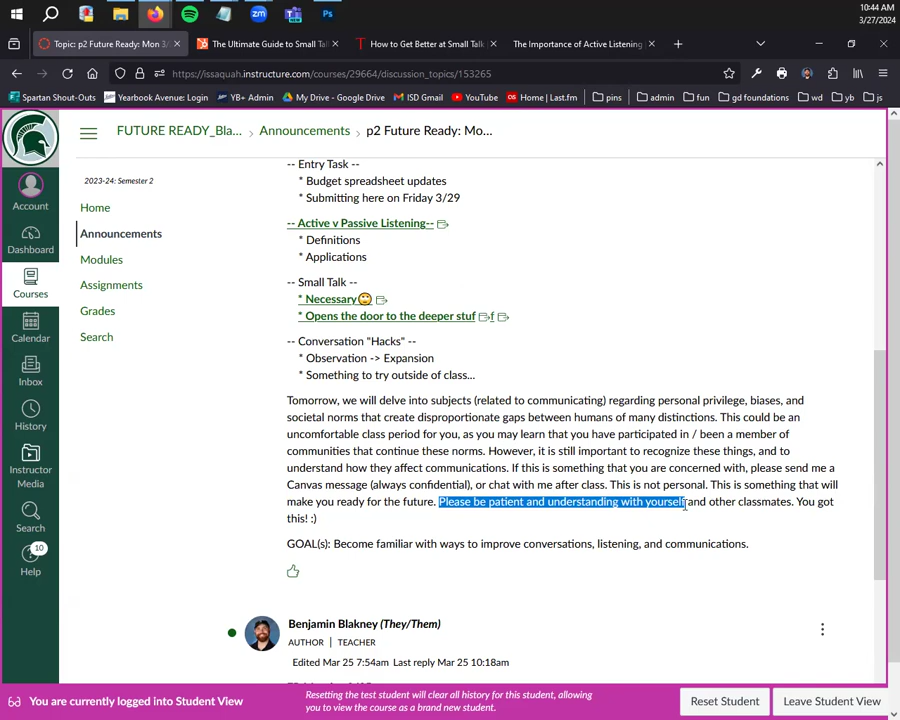 10:44 AM
3/27/2024
Topic: p2 Future Ready: Mon 3/
The Ultimate Guide to Small Tal
How to Get Better at Small Talk
The Importance of Active Listening
https://issaquah.instructure.com/courses/29664/discussion_topics/153265
Spartan Shout-Outs
Yearbook Avenue: Login
YB+ Admin
My Drive - Google Drive
ISD Gmail
YouTube
Home | Last.fm
pins
admin
fun
gd foundations
wd
yb
js
FUTURE READY_Bla...
Announcements
p2 Future Ready: Mo...
Account
Dashboard
Courses
Calendar
Inbox
History
Instructor
Media
Search
10
Help
2023-24: Semester 2
Home
Announcements
Modules
Assignments
Grades
Search
-- Entry Task --
* Budget spreadsheet updates
* Submitting here on Friday 3/29
-- Active v Passive Listening--
* Definitions
* Applications
-- Small Talk --
* Necessary🙄
* Opens the door to the deeper stuf f
-- Conversation "Hacks" --
* Observation -> Expansion
* Something to try outside of class...
Tomorrow, we will delve into subjects (related to communicating) regarding personal privilege, biases, and
societal norms that create disproportionate gaps between humans of many distinctions. This could be an
uncomfortable class period for you, as you may learn that you have participated in / been a member of
communities that continue these norms. However, it is still important to recognize these things, and to
understand how they affect communications. If this is something that you are concerned with, please send me a
Canvas message (always confidential), or chat with me after class. This is not personal. This is something that will
make you ready for the future. Please be patient and understanding with yourself and other classmates. You got
this! :)
GOAL(s): Become familiar with ways to improve conversations, listening, and communications.
Benjamin Blakney (They/Them)
AUTHOR | TEACHER
Edited Mar 25 7:54am Last reply Mar 25 10:18am
You are currently logged into Student View
Resetting the test student will clear all history for this student, allowing
you to view the course as a brand new student.
Reset Student
Leave Student View